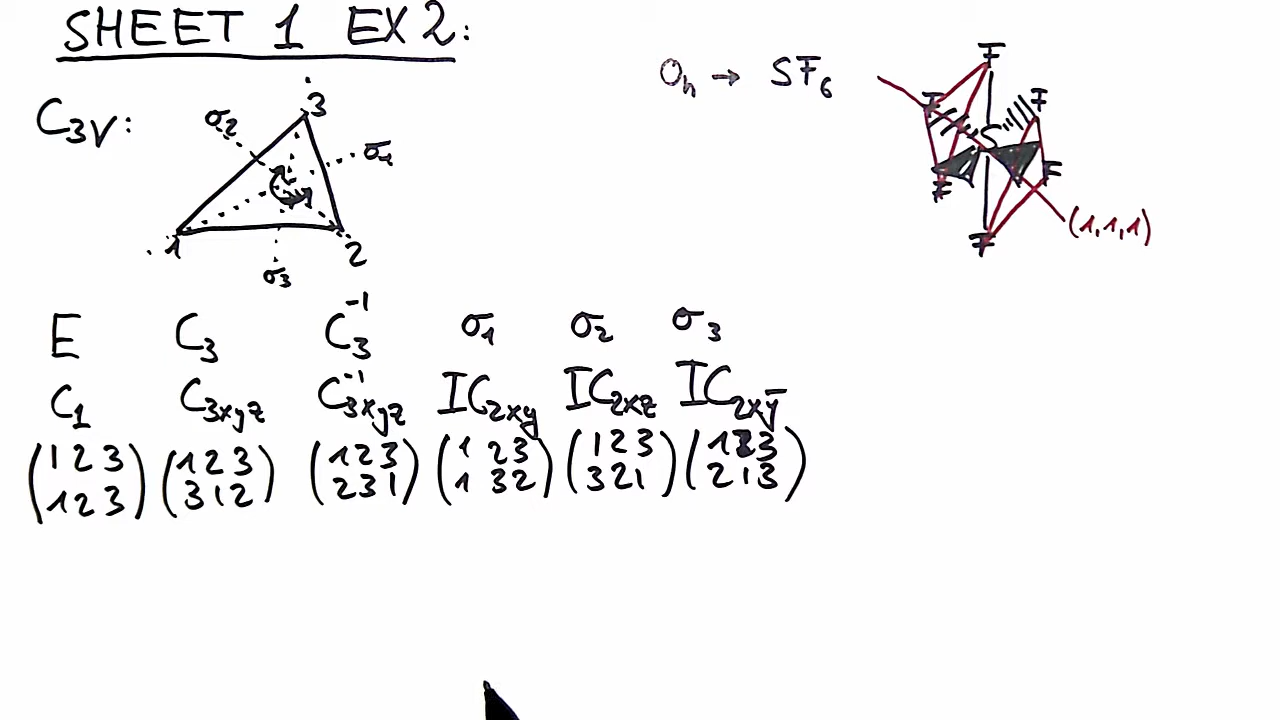 SHEET 1 EX 2:
C3V:
1
2
3
σ1
σ2
σ3
Oh → SF6
F
F F
S
F F
F
(1,1,1)
E C3 C3⁻¹ σ1 σ2 σ3
C1 C3xyz C⁻¹3xyz IC2xy IC2xz IC2xȳ
(1 2 3) (1 2 3) (1 2 3) (1 2 3) (1 2 3) (1 2 3)
(1 2 3) (3 1 2) (2 3 1) (1 3 2) (3 2 1) (2 1 3)